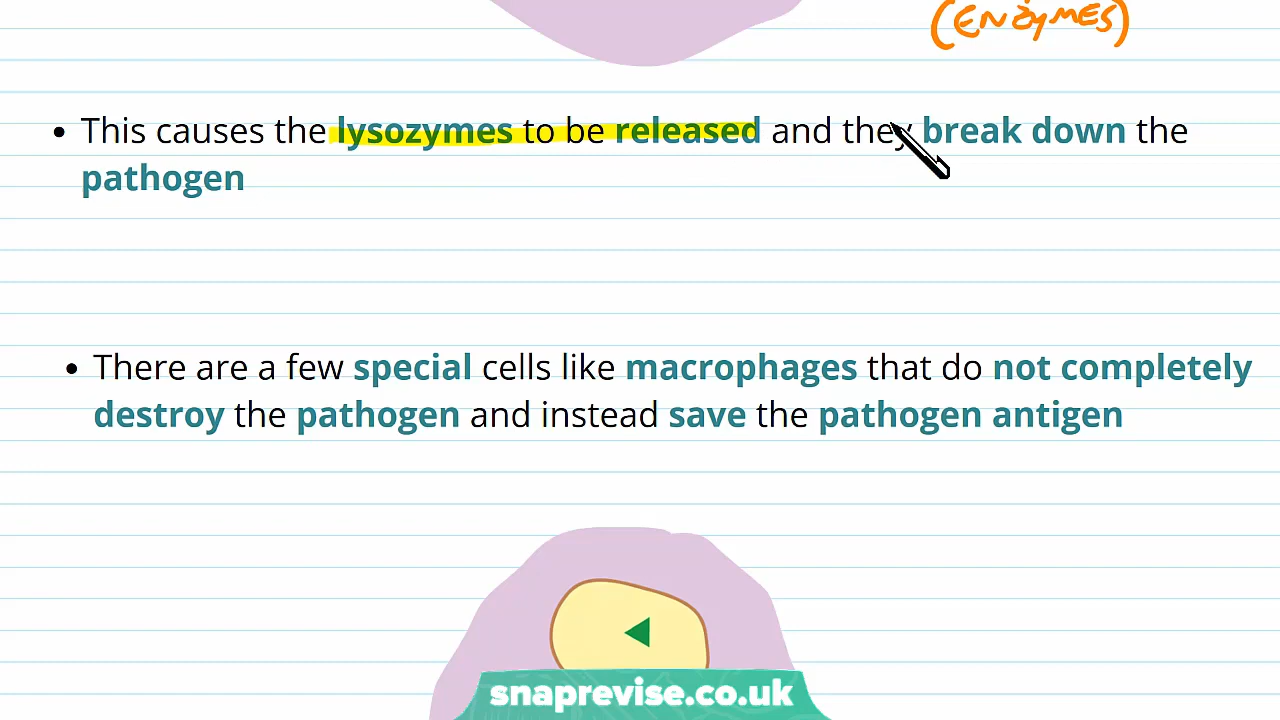 (ENZYMES)
• This causes the lysozymes to be released and they break down the
pathogen
• There are a few special cells like macrophages that do not completely
destroy the pathogen and instead save the pathogen antigen
snaprevise.co.uk